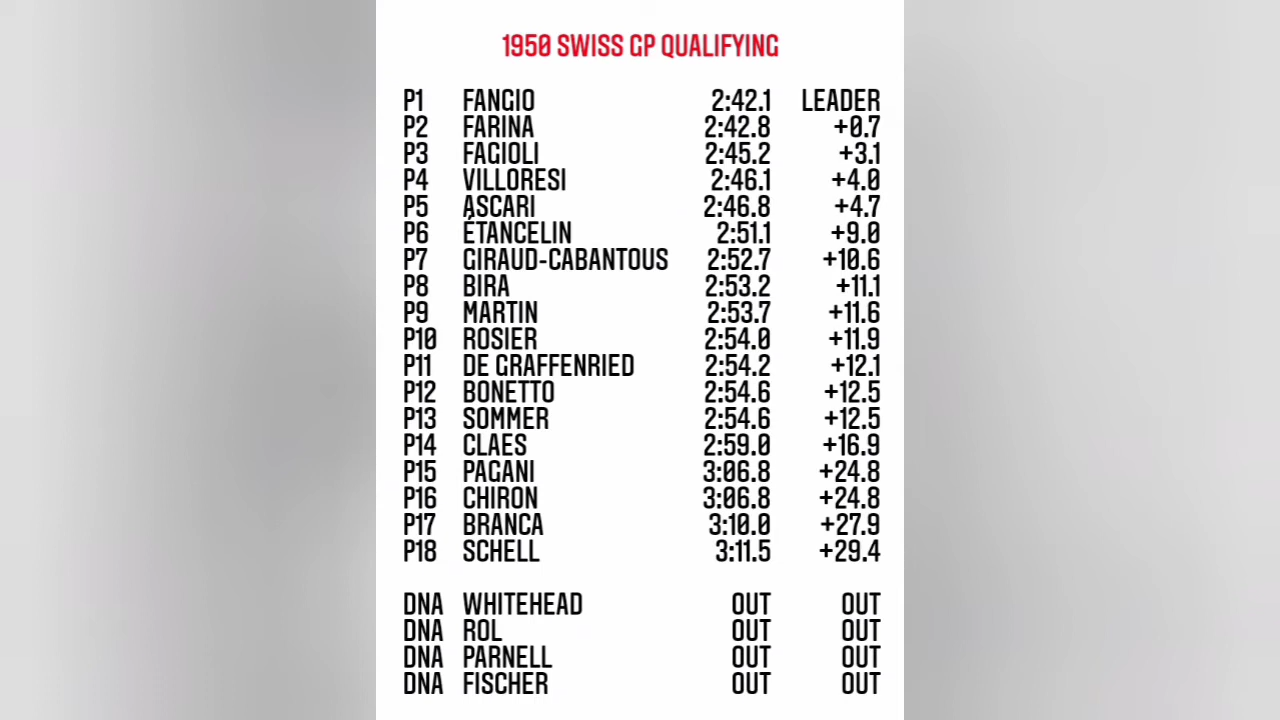 1950 SWISS GP QUALIFYING
P1 FANGIO 2:42.1 LEADER
P2 FARINA 2:42.8 +0.7
P3 FAGIOLI 2:45.2 +3.1
P4 VILLORESI 2:46.1 +4.0
P5 ASCARI 2:46.8 +4.7
P6 ÉTANCELIN 2:51.1 +9.0
P7 GIRAUD-CABANTOUS 2:52.7 +10.6
P8 BIRA 2:53.2 +11.1
P9 MARTIN 2:53.7 +11.6
P10 ROSIER 2:54.0 +11.9
P11 DE GRAFFENRIED 2:54.2 +12.1
P12 BONETTO 2:54.6 +12.5
P13 SOMMER 2:54.6 +12.5
P14 CLAES 2:59.0 +16.9
P15 PAGANI 3:06.8 +24.8
P16 CHIRON 3:06.8 +24.8
P17 BRANCA 3:10.0 +27.9
P18 SCHELL 3:11.5 +29.4
DNA WHITEHEAD OUT OUT
DNA ROL OUT OUT
DNA PARNELL OUT OUT
DNA FISCHER OUT OUT